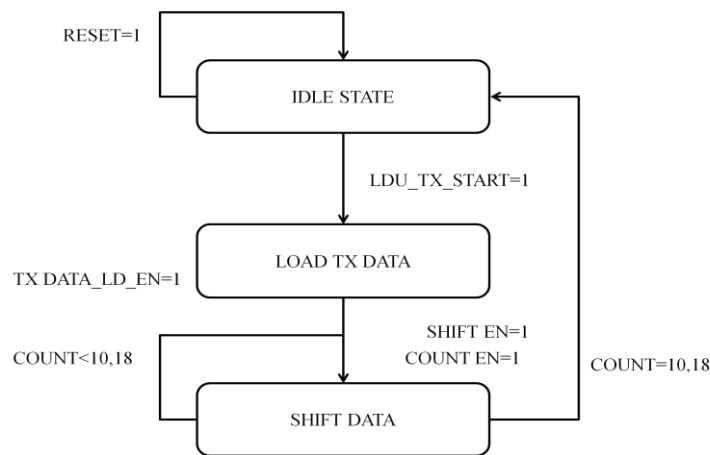 RESET=1
IDLE STATE
LDU_TX_START=1
LOAD TX DATA
TX DATA_LD_EN=1
SHIFT EN=1
COUNT<10,18
COUNT EN=1
COUNT=10,18
SHIFT DATA